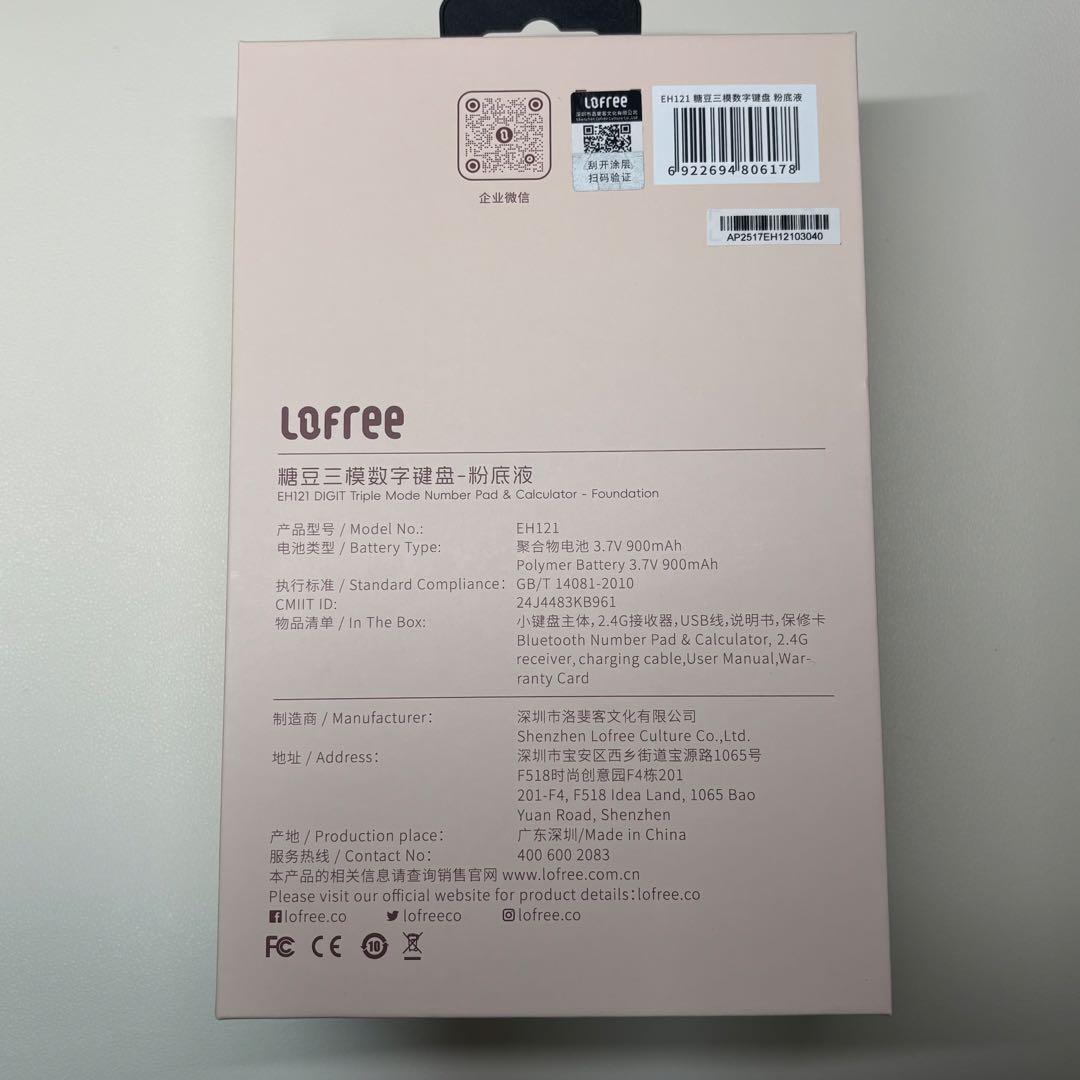 Lofree
深圳市洛斐客文化有限公司
Shenzhen Lofree Culture Co.,Ltd.
刮开涂层
扫码验证
EH121 糖豆三模数字键盘 粉底液
6 922694 806178
企业微信
AP2517EH12103040
Lofree
糖豆三模数字键盘-粉底液
EH121 DIGIT Triple Mode Number Pad & Calculator - Foundation
产品型号 / Model No.: EH121
电池类型 / Battery Type: 聚合物电池 3.7V 900mAh
Polymer Battery 3.7V 900mAh
执行标准 / Standard Compliance: GB/T 14081-2010
CMIIT ID: 24J4483KB961
物品清单 / In The Box: 小键盘主体,2.4G接收器,USB线,说明书,保修卡
Bluetooth Number Pad & Calculator, 2.4G
receiver, charging cable,User Manual,War-
ranty Card
制造商 / Manufacturer: 深圳市洛斐客文化有限公司
Shenzhen Lofree Culture Co.,Ltd.
地址 / Address: 深圳市宝安区西乡街道宝源路1065号
F518时尚创意园F4栋201
201-F4, F518 Idea Land, 1065 Bao
Yuan Road, Shenzhen
产地 / Production place: 广东深圳/Made in China
服务热线 / Contact No: 400 600 2083
本产品的相关信息请查询销售官网 www.lofree.com.cn
Please visit our official website for product details:lofree.co
lofree.co lofreeco lofree.co
FC CE 10